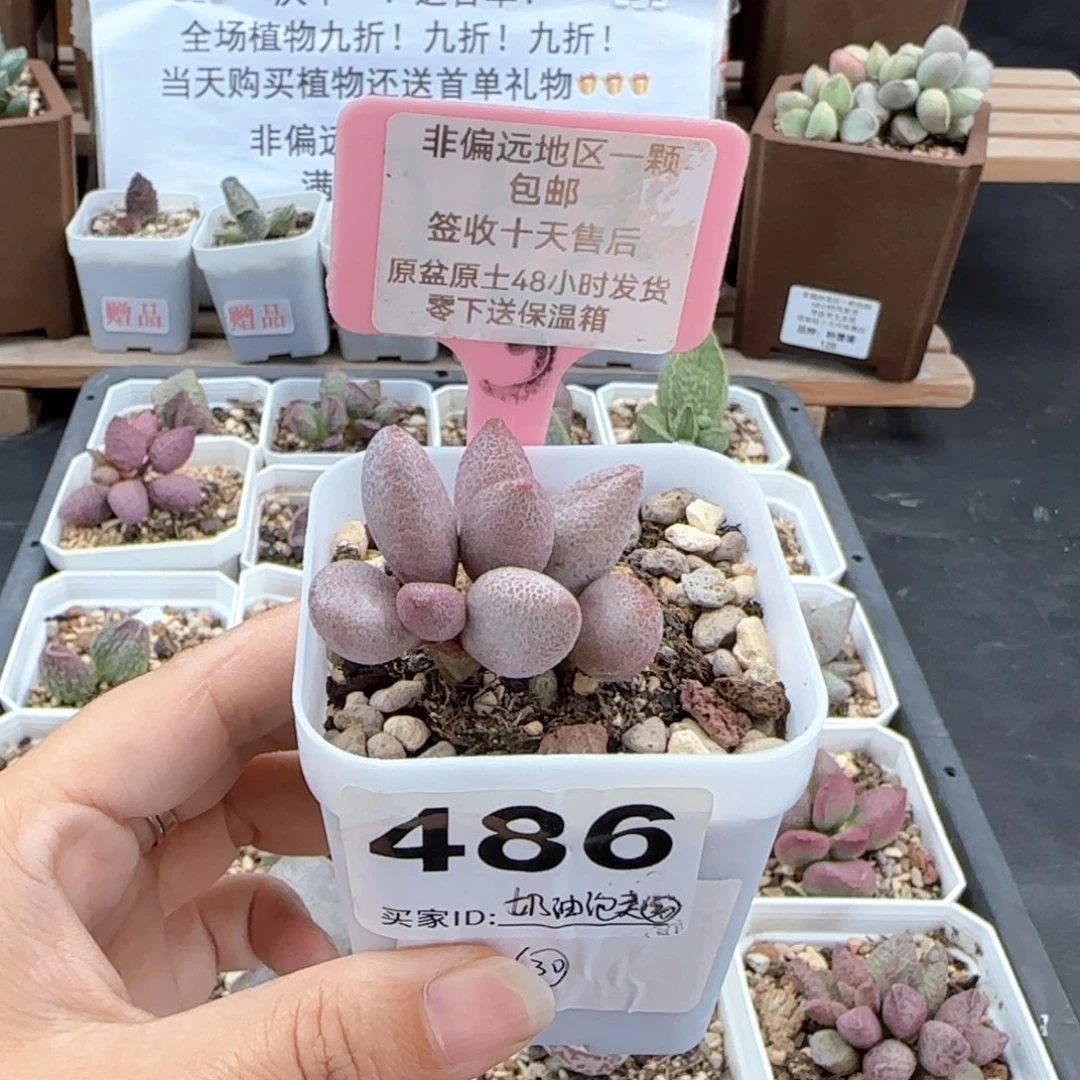 全场植物九折！九折！九折！
当天购买植物还送首单礼物🎁🎁🎁
非偏远
满
非偏远地区一颗
包邮
签收十天售后
原盆原土48小时发货
零下送保温箱
赠品
赠品
120
486
买家ID: 奶油泡芙
30